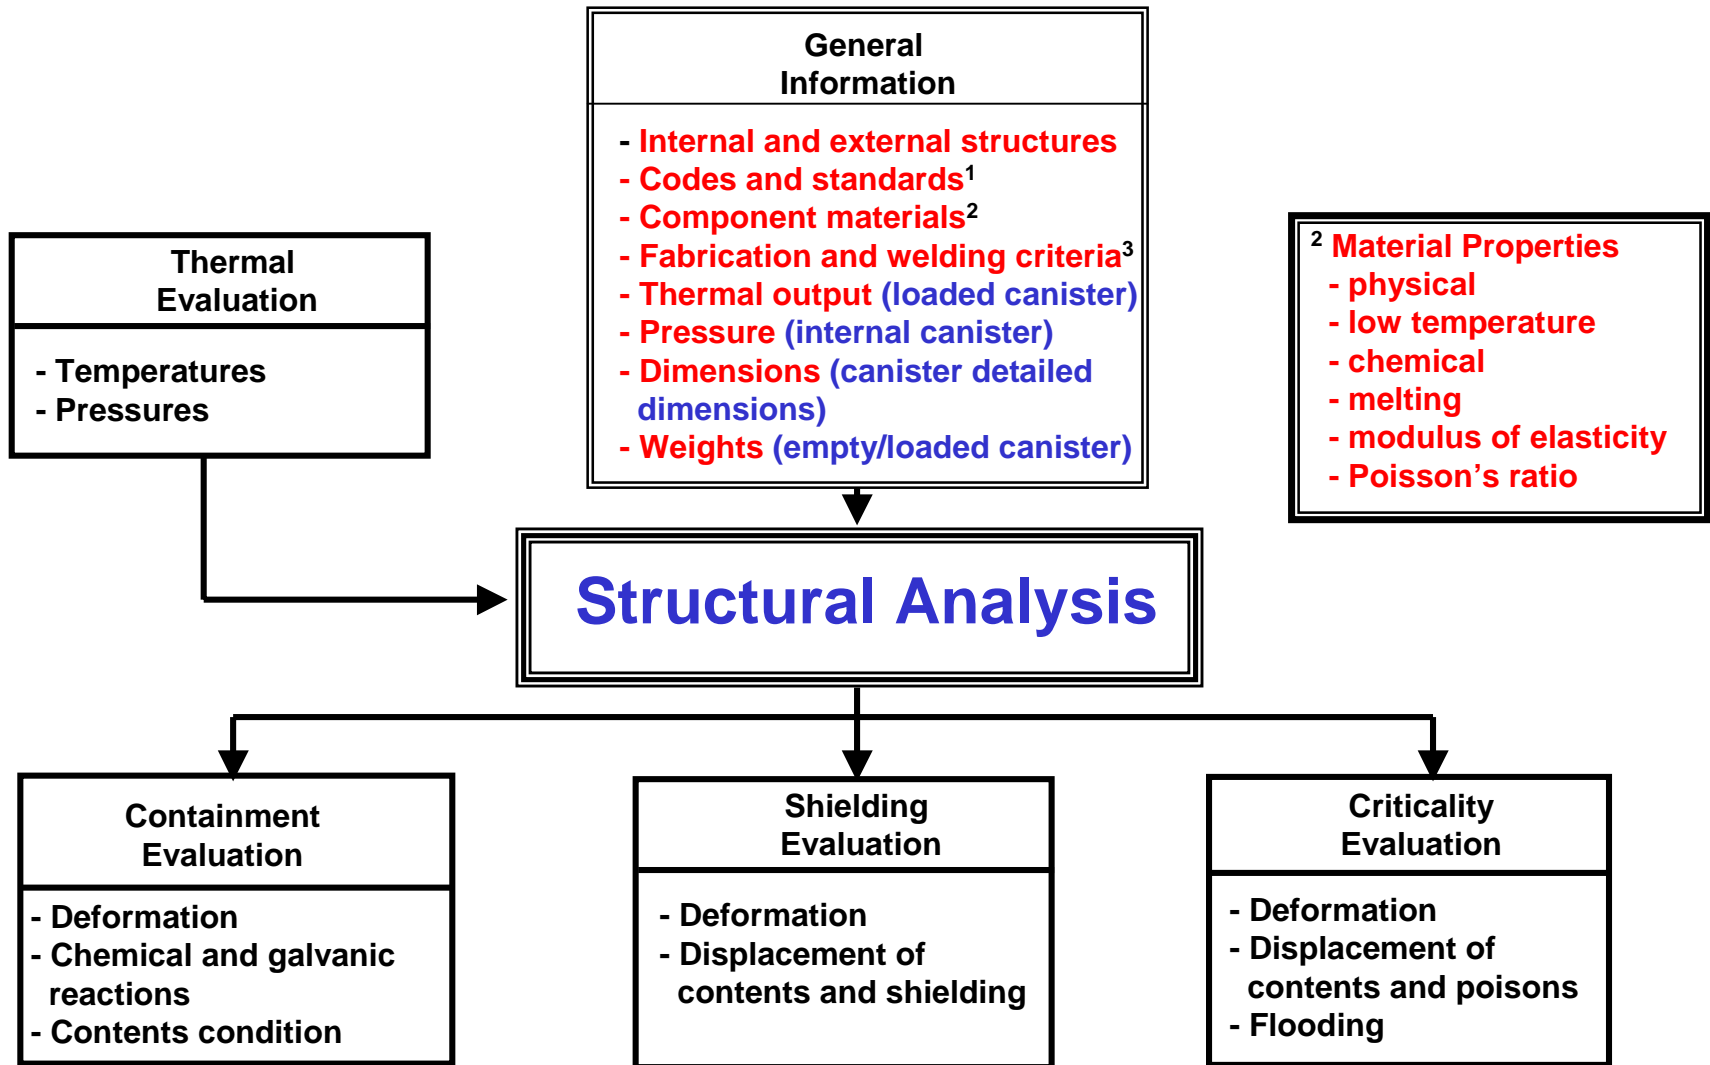 General
Information
- Internal and external structures
- Codes and standards¹
- Component materials²
- Fabrication and welding criteria³
- Thermal output (loaded canister)
- Pressure (internal canister)
- Dimensions (canister detailed
dimensions)
- Weights (empty/loaded canister)
Thermal
Evaluation
- Temperatures
- Pressures
² Material Properties
- physical
- low temperature
- chemical
- melting
- modulus of elasticity
- Poisson’s ratio
Structural Analysis
Containment
Evaluation
- Deformation
- Chemical and galvanic
reactions
- Contents condition
Shielding
Evaluation
- Deformation
- Displacement of
contents and shielding
Criticality
Evaluation
- Deformation
- Displacement of
contents and poisons
- Flooding